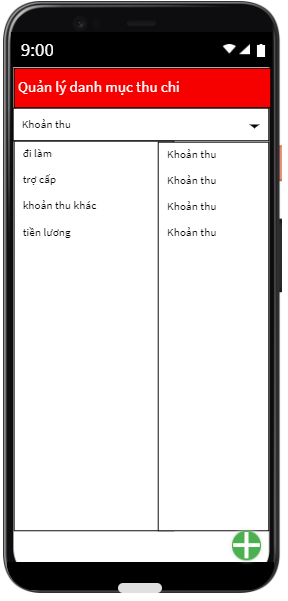 9:00
Quản lý danh mục thu chi
Khoản thu
đi làm Khoản thu
trợ cấp Khoản thu
khoản thu khác Khoản thu
tiền lương Khoản thu